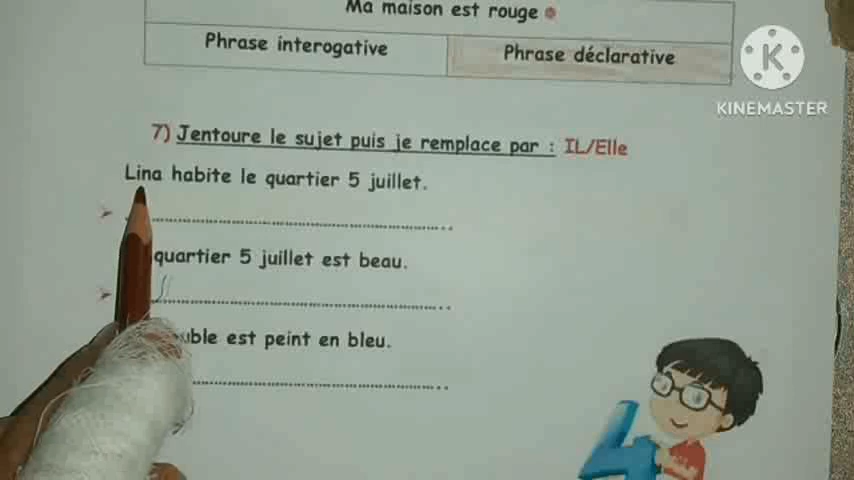 Ma maison est rouge
Phrase interogative
Phrase déclarative
KINEMASTER
7) Jentoure le sujet puis je remplace par : IL/Elle
Lina habite le quartier 5 juillet.
quartier 5 juillet est beau.
est peint en bleu.